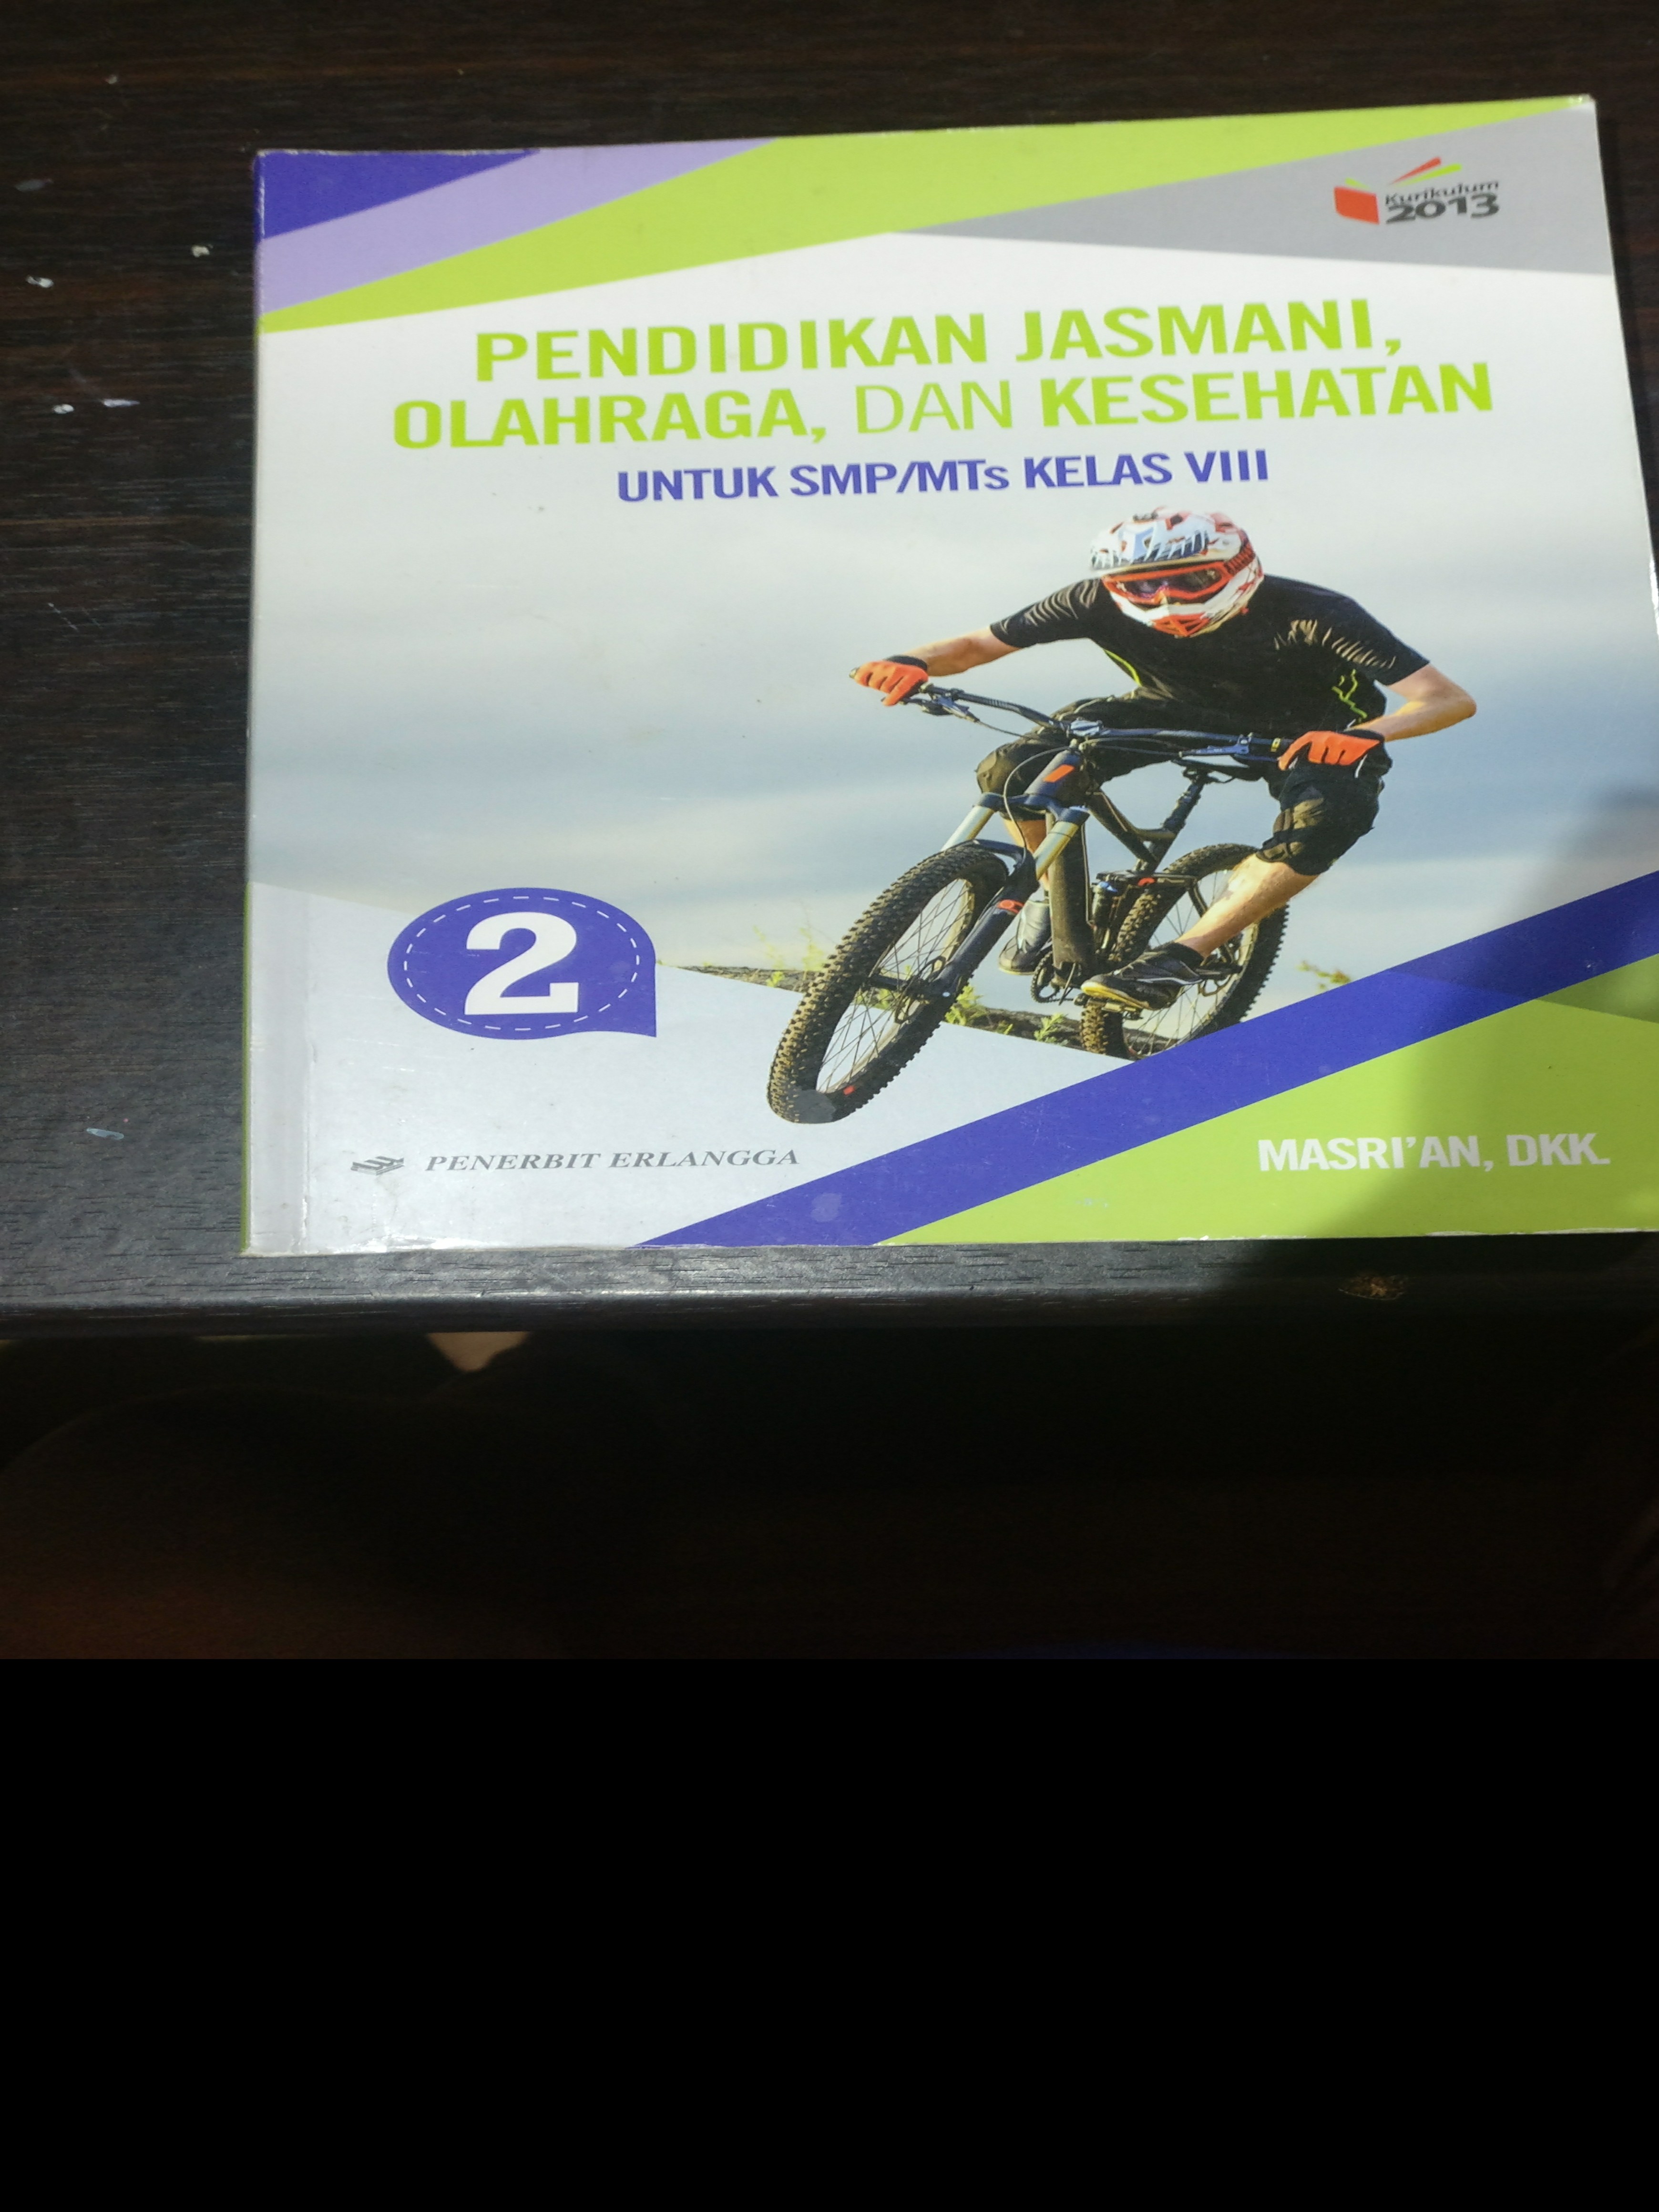 Kurikulum
2013
PENDIDIKAN JASMANI,
OLAHRAGA, DAN KESEHATAN
UNTUK SMP/MTs KELAS VIII
2
PENERBIT ERLANGGA
MASRI'AN, DKK.